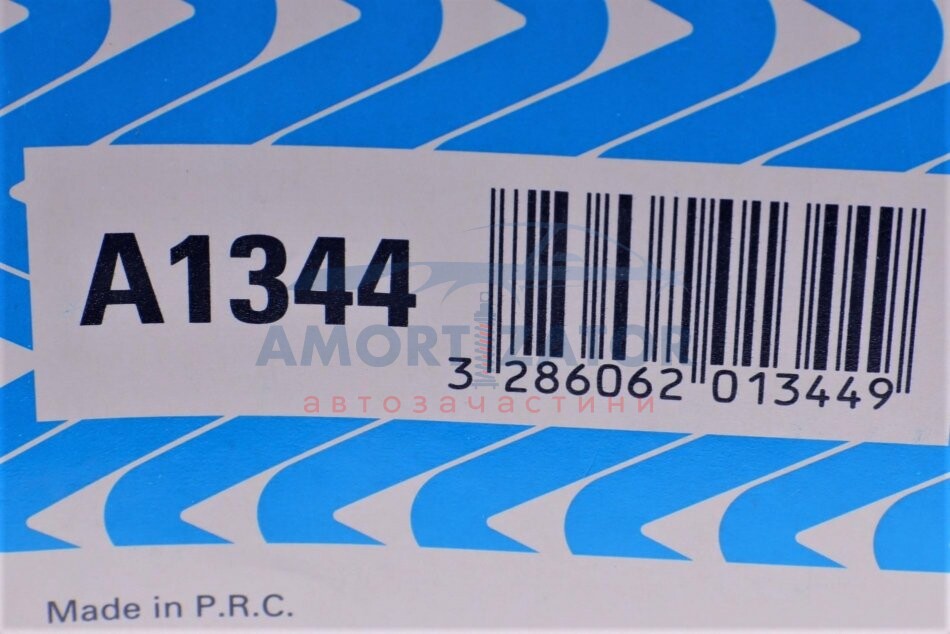 A1344
AMORTIZATOR
3 286062 013449
автозачастини
Made in P.R.C.